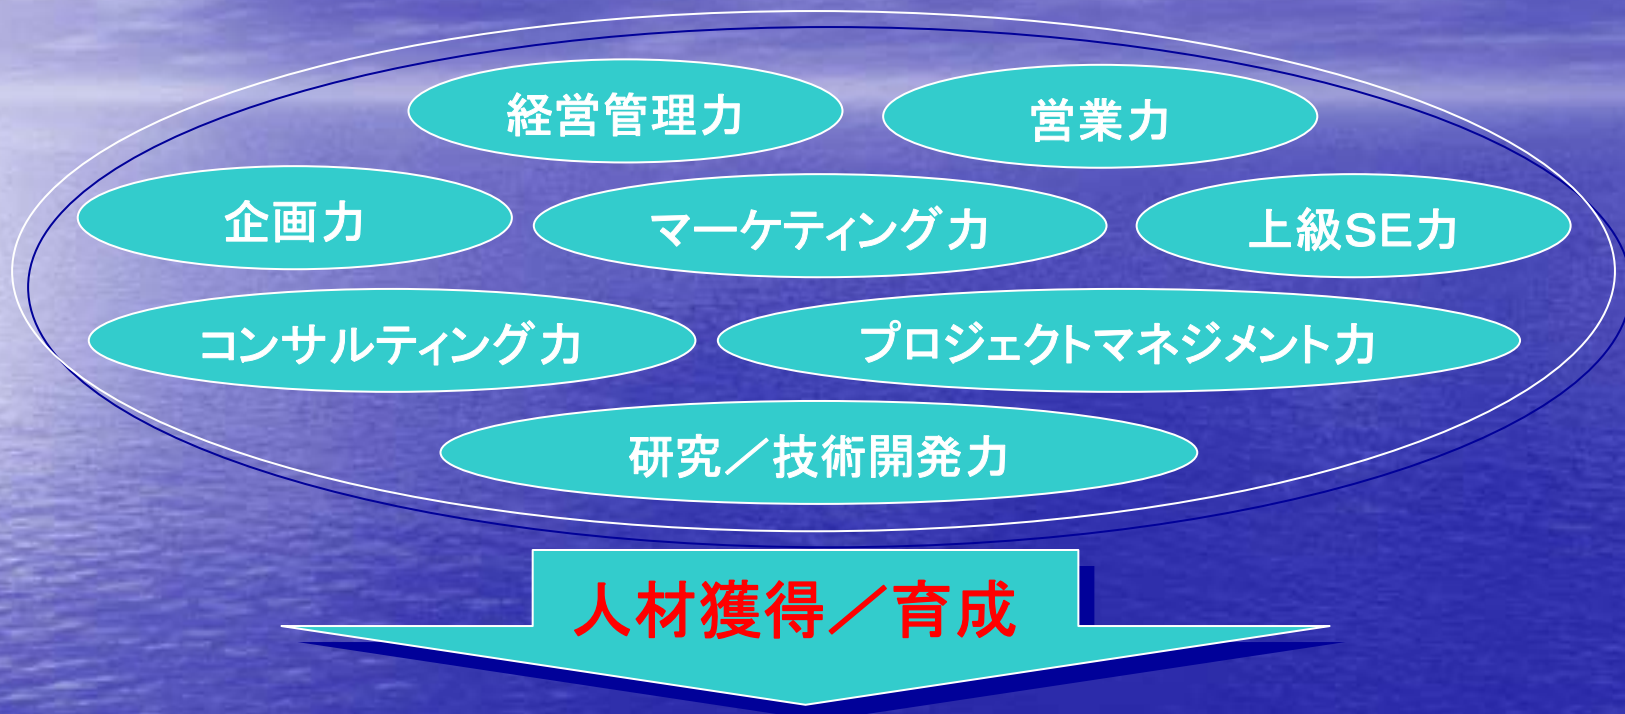 経営管理力
営業力
企画力
マーケティング力
上級SE力
コンサルティング力
プロジェクトマネジメント力
研究／技術開発力
人材獲得／育成